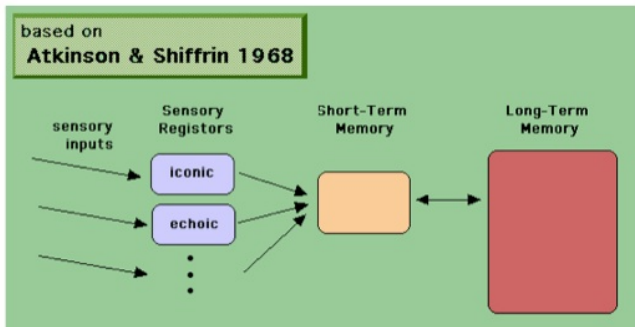 based on
Atkinson & Shiffrin 1968
sensory
inputs
Sensory
Registors
Short-Term
Memory
Long-Term
Memory
iconic
echoic